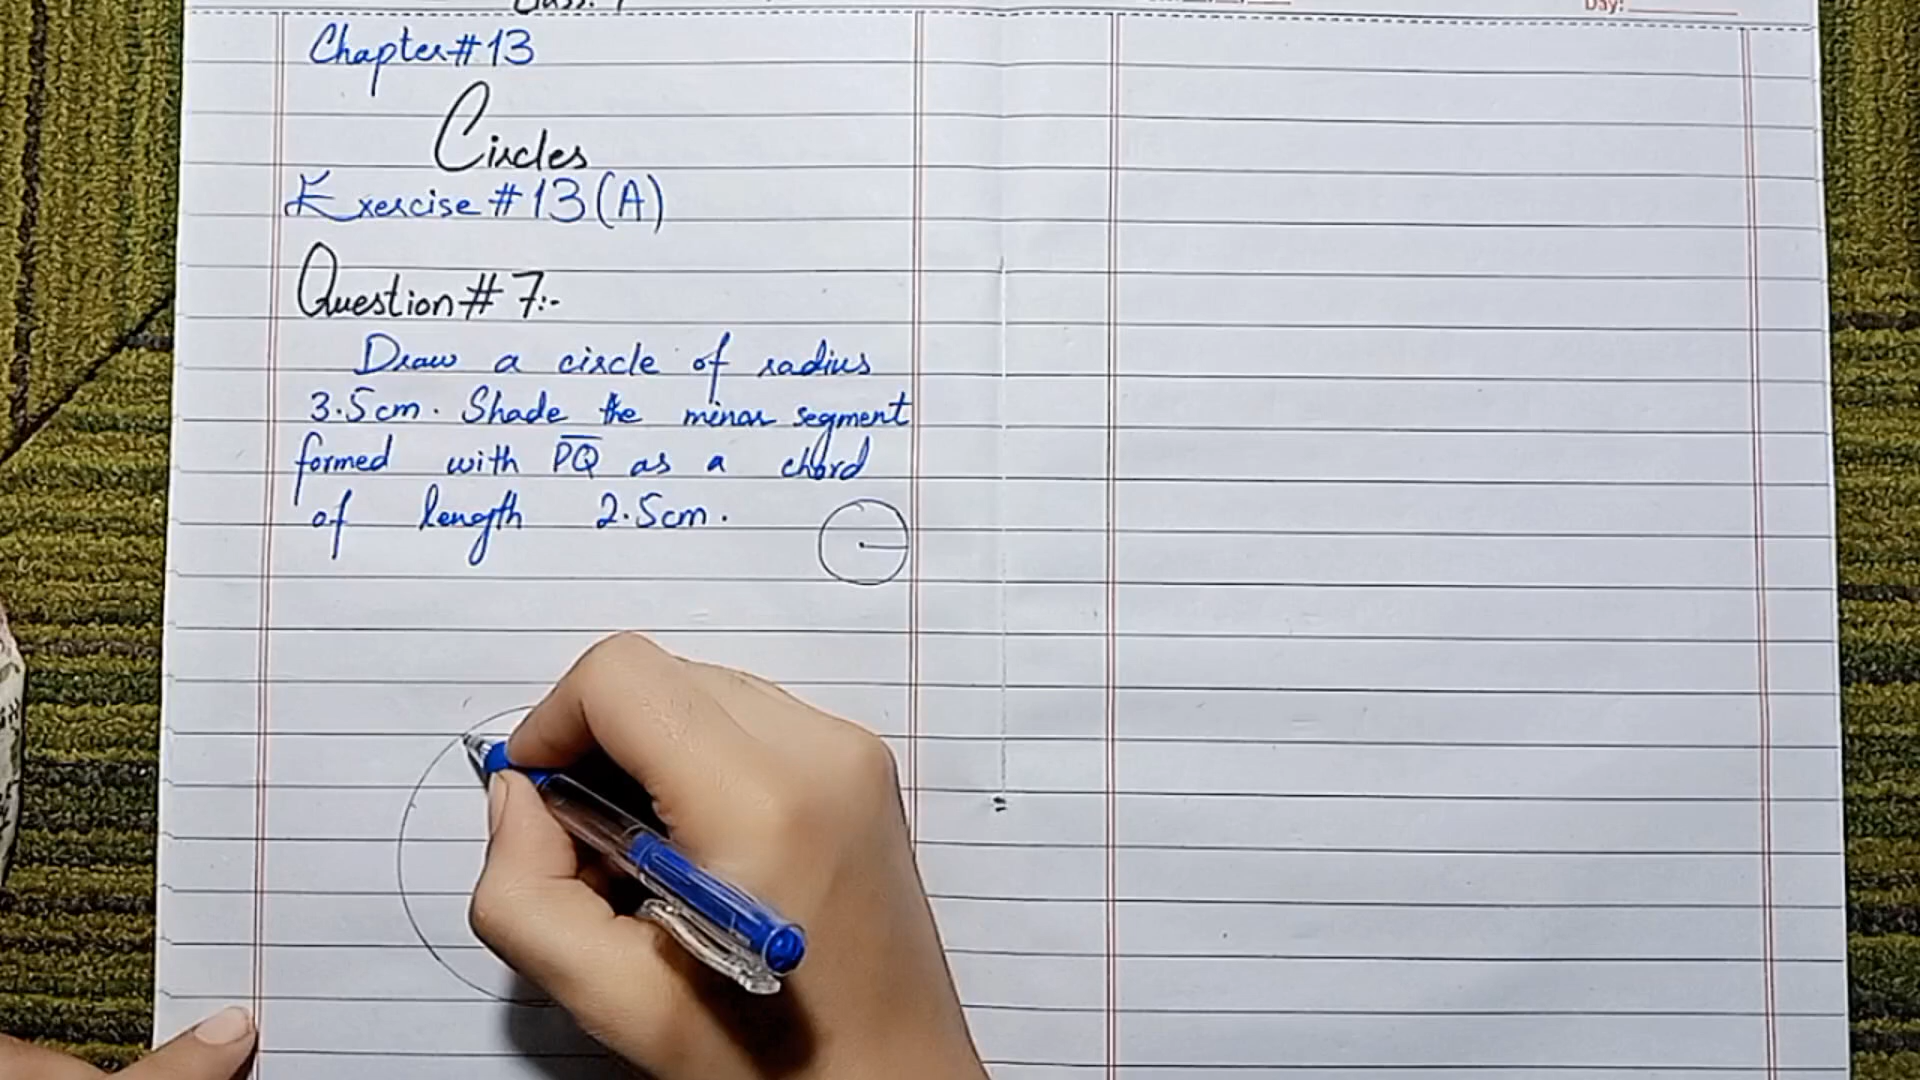 Day:
Chapter#13
Circles
Exercise #13(A)
Question# 7:-
Draw a circle of radius
3.5cm. Shade the minor segment
formed with PQ as a chord
of length 2.5cm.